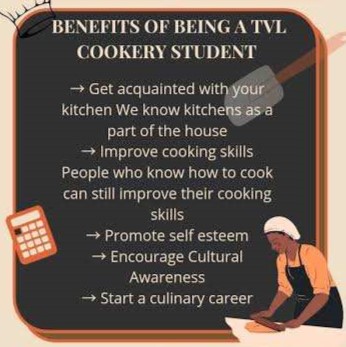 BENEFITS OF BEING A TVL
COOKERY STUDENT
→ Get acquainted with your
kitchen We know kitchens as a
part of the house
→ Improve cooking skills
People who know how to cook
can still improve their cooking
skills
→ Promote self esteem
→ Encourage Cultural
Awareness
→ Start a culinary career